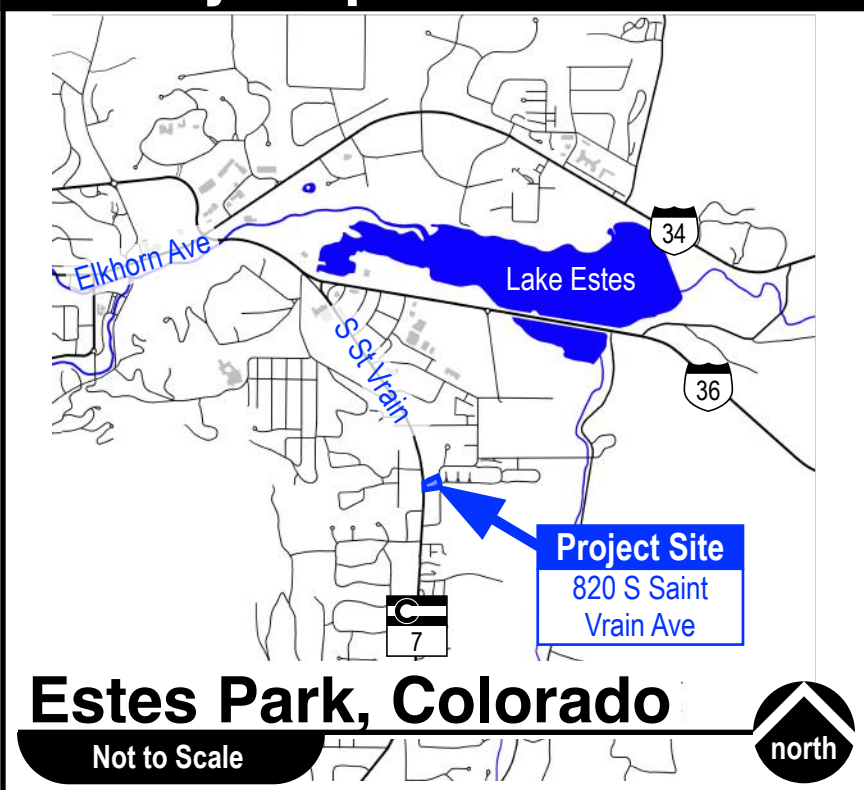 Elkhorn Ave
34
Lake Estes
S St Vrain
36
Project Site
820 S Saint
Vrain Ave
7
Estes Park, Colorado
Not to Scale
north